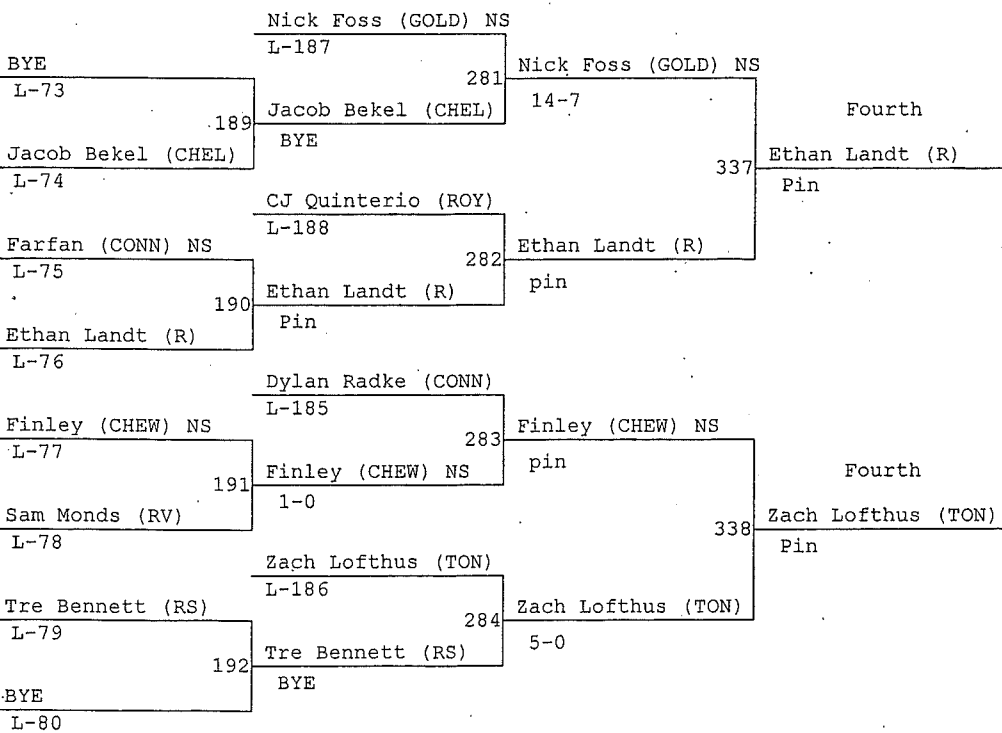 Nick Foss (GOLD) NS
L-187
BYE
L-73
281
Nick Foss (GOLD) NS
14-7
Jacob Bekel (CHEL)
BYE
189
Jacob Bekel (CHEL)
L-74
Fourth
337
Ethan Landt (R)
Pin
CJ Quinterio (ROY)
L-188
Farfan (CONN) NS
L-75
282
Ethan Landt (R)
pin
190
Ethan Landt (R)
Pin
Ethan Landt (R)
L-76
Dylan Radke (CONN)
L-185
Finley (CHEW) NS
L-77
283
Finley (CHEW) NS
pin
191
Finley (CHEW) NS
1-0
Fourth
Sam Monds (RV)
L-78
338
Zach Lofthus (TON)
Pin
Zach Lofthus (TON)
L-186
Tre Bennett (RS)
L-79
284
Zach Lofthus (TON)
5-0
192
Tre Bennett (RS)
BYE
BYE
L-80